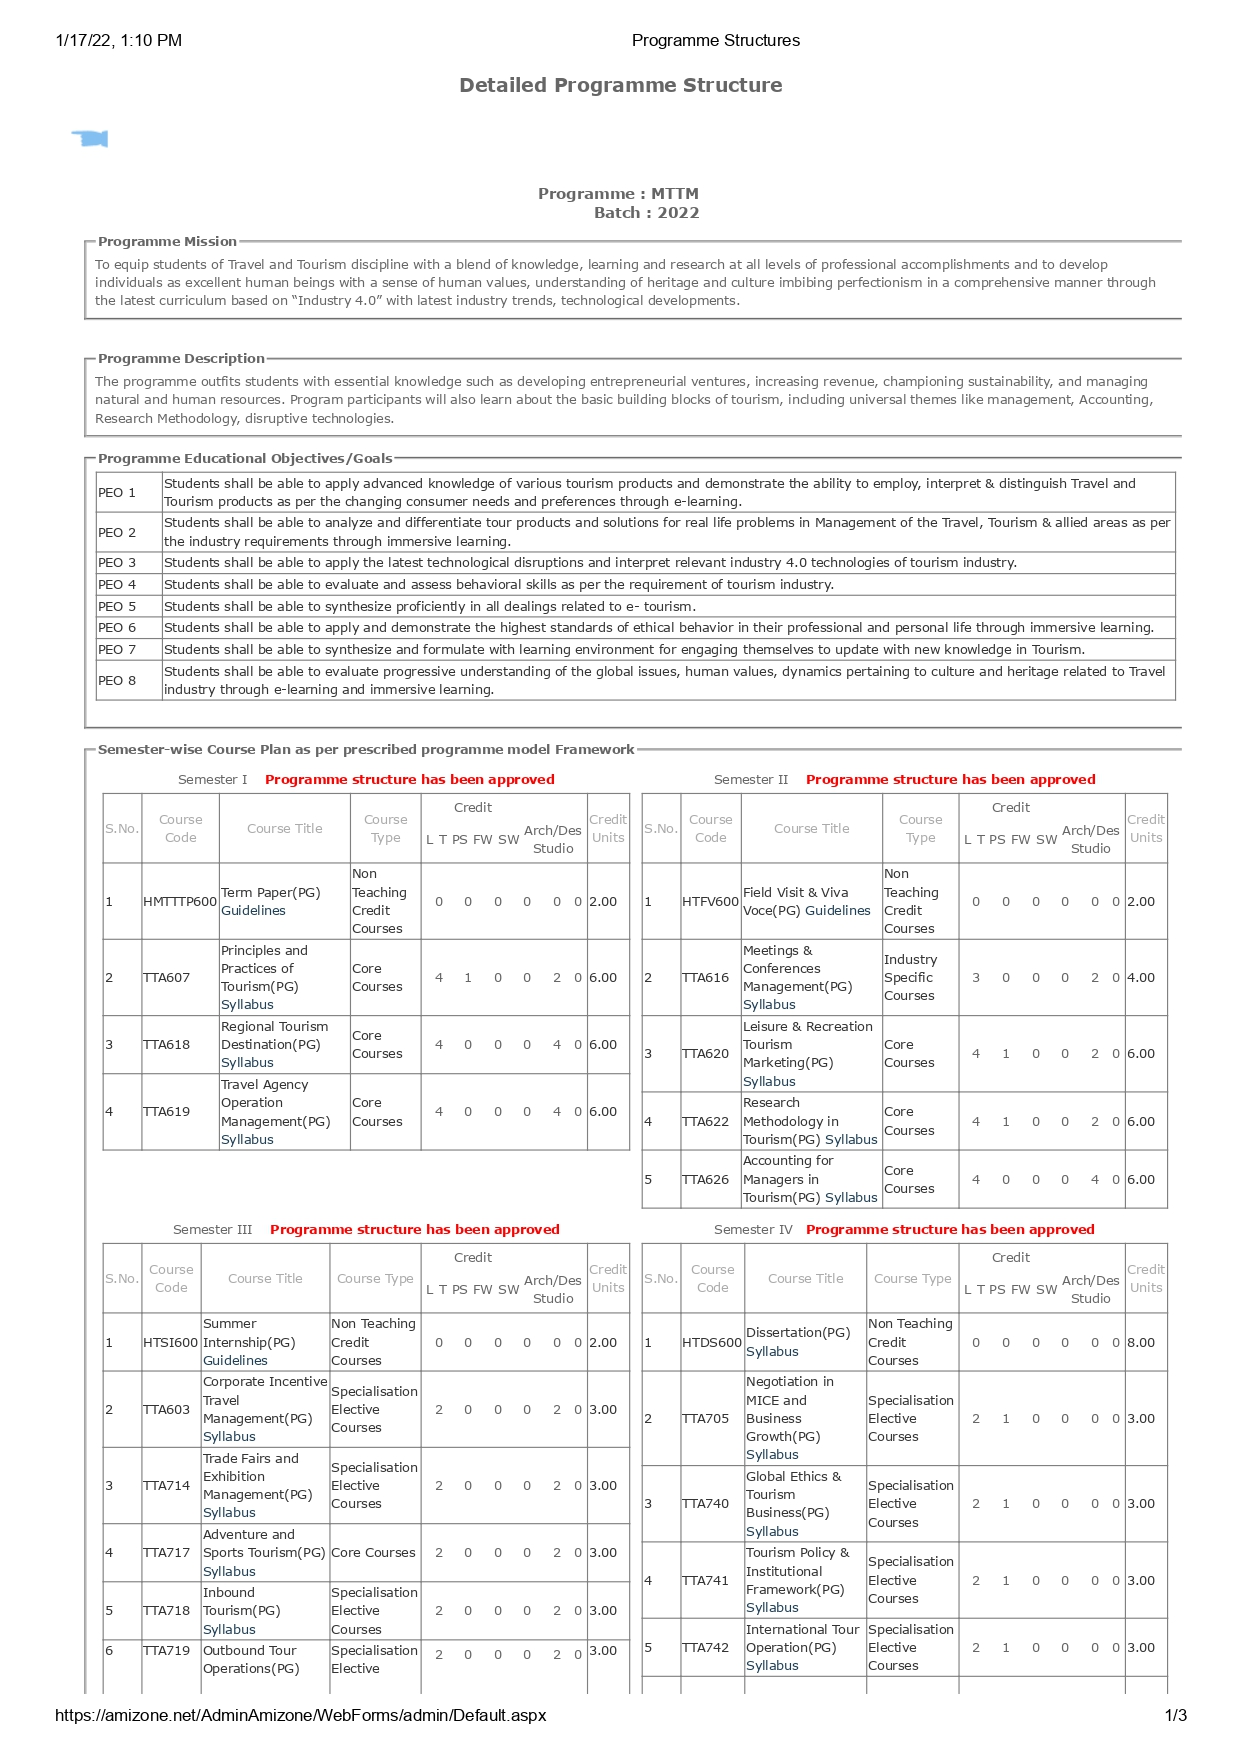 1/17/22, 1:10 PM
Programme Structures
Detailed Programme Structure
Programme : MTTM
Batch : 2022
Programme Mission
To equip students of Travel and Tourism discipline with a blend of knowledge, learning and research at all levels of professional accomplishments and to develop
individuals as excellent human beings with a sense of human values, understanding of heritage and culture imbibing perfectionism in a comprehensive manner through
the latest curriculum based on “Industry 4.0” with latest industry trends, technological developments.
Programme Description
The programme outfits students with essential knowledge such as developing entrepreneurial ventures, increasing revenue, championing sustainability, and managing
natural and human resources. Program participants will also learn about the basic building blocks of tourism, including universal themes like management, Accounting,
Research Methodology, disruptive technologies.
Programme Educational Objectives/Goals
PEO 1
Students shall be able to apply advanced knowledge of various tourism products and demonstrate the ability to employ, interpret & distinguish Travel and
Tourism products as per the changing consumer needs and preferences through e-learning.
PEO 2
Students shall be able to analyze and differentiate tour products and solutions for real life problems in Management of the Travel, Tourism & allied areas as per
the industry requirements through immersive learning.
PEO 3 Students shall be able to apply the latest technological disruptions and interpret relevant industry 4.0 technologies of tourism industry.
PEO 4 Students shall be able to evaluate and assess behavioral skills as per the requirement of tourism industry.
PEO 5 Students shall be able to synthesize proficiently in all dealings related to e- tourism.
PEO 6 Students shall be able to apply and demonstrate the highest standards of ethical behavior in their professional and personal life through immersive learning.
PEO 7 Students shall be able to synthesize and formulate with learning environment for engaging themselves to update with new knowledge in Tourism.
PEO 8
Students shall be able to evaluate progressive understanding of the global issues, human values, dynamics pertaining to culture and heritage related to Travel
industry through e-learning and immersive learning.
Semester-wise Course Plan as per prescribed programme model Framework
Semester I Programme structure has been approved
S.No.
Course
Code
Course Title
Course
Type
Credit
L T PS FW SW
Arch/Des
Studio
Credit
Units
1
HMTTTP600
Term Paper(PG)
Guidelines
Non
Teaching
Credit
Courses
0 0 0 0 0 0
2.00
2
TTA607
Principles and
Practices of
Tourism(PG)
Syllabus
Core
Courses
4 1 0 0 2 0
6.00
3
TTA618
Regional Tourism
Destination(PG)
Syllabus
Core
Courses
4 0 0 0 4 0
6.00
4
TTA619
Travel Agency
Operation
Management(PG)
Syllabus
Core
Courses
4 0 0 0 4 0
6.00
Semester II Programme structure has been approved
S.No.
Course
Code
Course Title
Course
Type
Credit
L T PS FW SW
Arch/Des
Studio
Credit
Units
1
HTFV600
Field Visit & Viva
Voce(PG) Guidelines
Non
Teaching
Credit
Courses
0 0 0 0 0 0
2.00
2
TTA616
Meetings &
Conferences
Management(PG)
Syllabus
Industry
Specific
Courses
3 0 0 0 2 0
4.00
3
TTA620
Leisure & Recreation
Tourism
Marketing(PG)
Syllabus
Core
Courses
4 1 0 0 2 0
6.00
4
TTA622
Research
Methodology in
Tourism(PG) Syllabus
Core
Courses
4 1 0 0 2 0
6.00
5
TTA626
Accounting for
Managers in
Tourism(PG) Syllabus
Core
Courses
4 0 0 0 4 0
6.00
Semester III Programme structure has been approved
S.No.
Course
Code
Course Title
Course Type
Credit
L T PS FW SW
Arch/Des
Studio
Credit
Units
1
HTSI600
Summer
Internship(PG)
Guidelines
Non Teaching
Credit
Courses
0 0 0 0 0 0
2.00
2
TTA603
Corporate Incentive
Travel
Management(PG)
Syllabus
Specialisation
Elective
Courses
2 0 0 0 2 0
3.00
3
TTA714
Trade Fairs and
Exhibition
Management(PG)
Syllabus
Specialisation
Elective
Courses
2 0 0 0 2 0
3.00
4
TTA717
Adventure and
Sports Tourism(PG)
Syllabus
Core Courses
2 0 0 0 2 0
3.00
5
TTA718
Inbound
Tourism(PG)
Syllabus
Specialisation
Elective
Courses
2 0 0 0 2 0
3.00
6
TTA719
Outbound Tour
Operations(PG)
Specialisation
Elective
2 0 0 0 2 0
3.00
Semester IV Programme structure has been approved
S.No.
Course
Code
Course Title
Course Type
Credit
L T PS FW SW
Arch/Des
Studio
Credit
Units
1
HTDS600
Dissertation(PG)
Syllabus
Non Teaching
Credit
Courses
0 0 0 0 0 0
8.00
2
TTA705
Negotiation in
MICE and
Business
Growth(PG)
Syllabus
Specialisation
Elective
Courses
2 1 0 0 0 0
3.00
3
TTA740
Global Ethics &
Tourism
Business(PG)
Syllabus
Specialisation
Elective
Courses
2 1 0 0 0 0
3.00
4
TTA741
Tourism Policy &
Institutional
Framework(PG)
Syllabus
Specialisation
Elective
Courses
2 1 0 0 0 0
3.00
5
TTA742
International Tour
Operation(PG)
Syllabus
Specialisation
Elective
Courses
2 1 0 0 0 0
3.00
https://amizone.net/AdminAmizone/WebForms/admin/Default.aspx
1/3